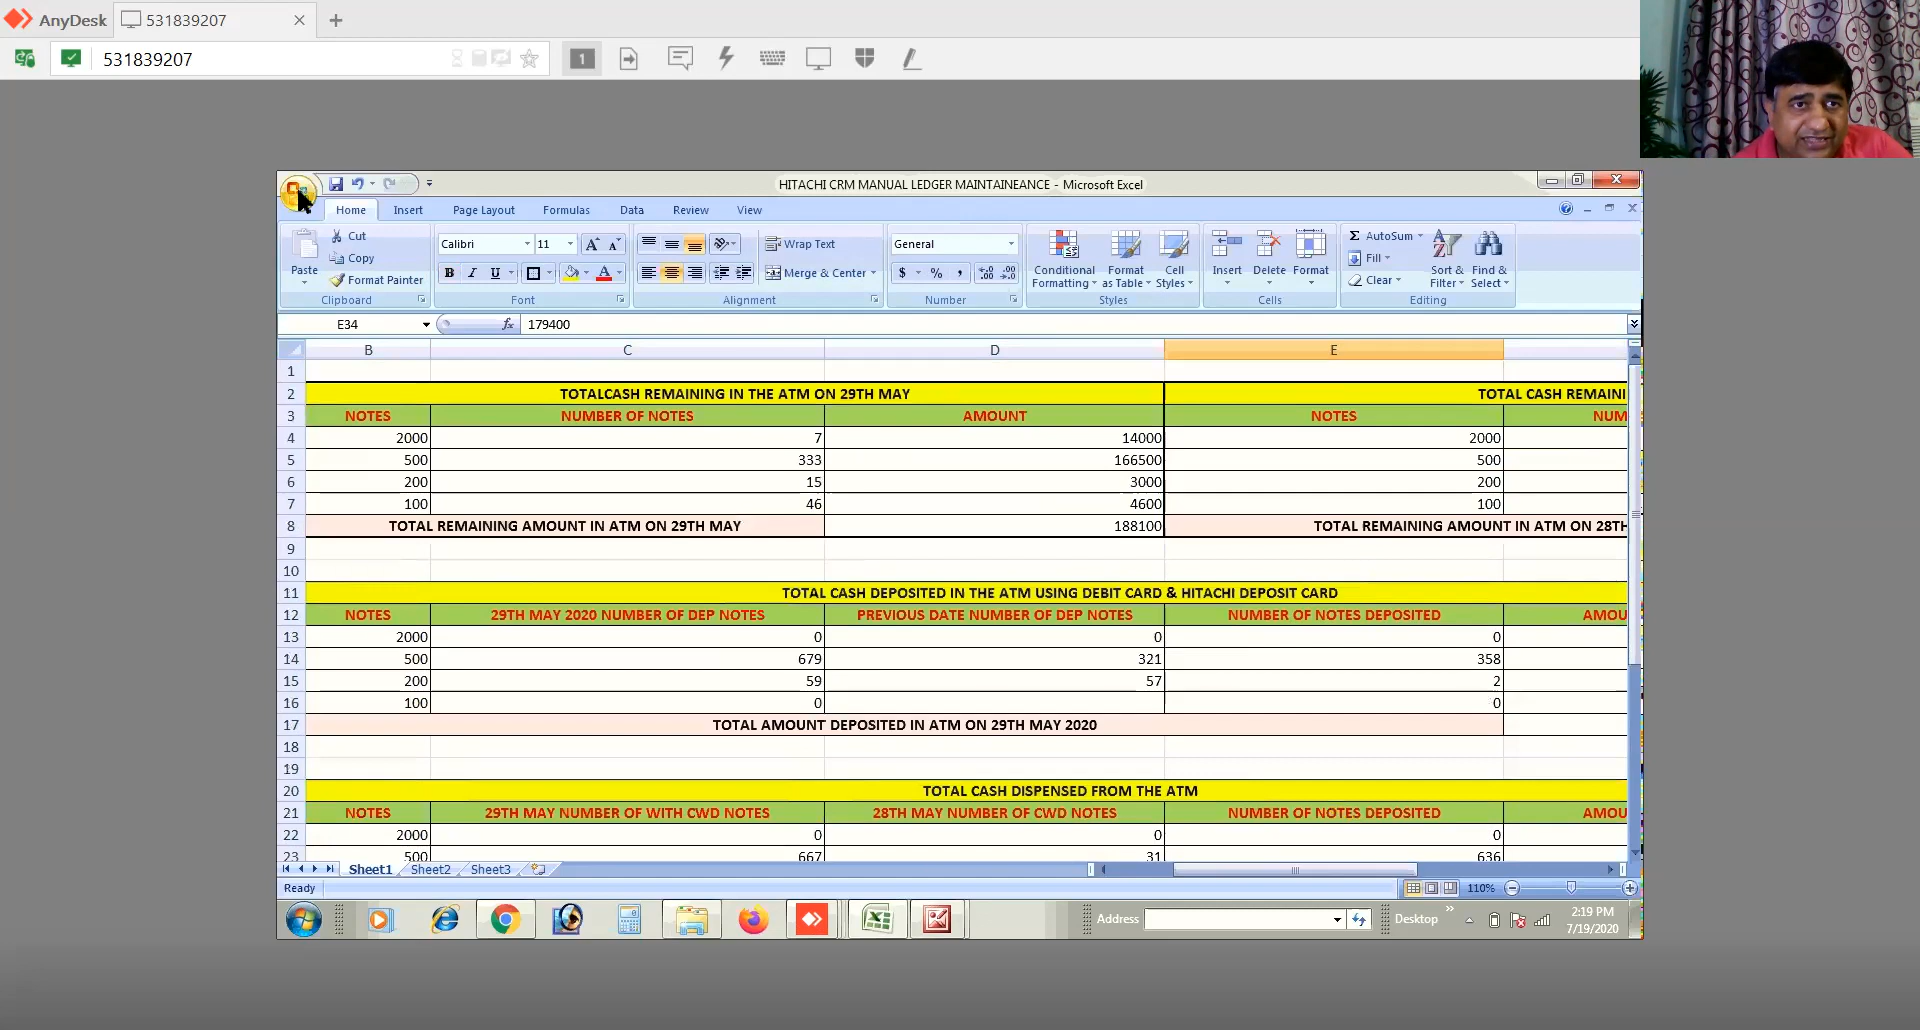 AnyDesk 531839207
531839207
1
HITACHI CRM MANUAL LEDGER MAINTAINEANCE - Microsoft Excel
Home Insert Page Layout Formulas Data Review View
Paste Cut Copy Format Painter
Calibri 11 Wrap Text General
B I U Merge & Center $ % ,
Conditional Formatting Format as Table Cell Styles Insert Delete Format
Σ AutoSum Fill Clear Sort & Filter Find & Select
Clipboard Font Alignment Number Styles Cells Editing
E34 fx 179400
B C D E
1
2 TOTALCASH REMAINING IN THE ATM ON 29TH MAY TOTAL CASH REMAINI
3 NOTES NUMBER OF NOTES AMOUNT NOTES NUM
4 2000 7 14000 2000
5 500 333 166500 500
6 200 15 3000 200
7 100 46 4600 100
8 TOTAL REMAINING AMOUNT IN ATM ON 29TH MAY 188100 TOTAL REMAINING AMOUNT IN ATM ON 28TH
9
10
11 TOTAL CASH DEPOSITED IN THE ATM USING DEBIT CARD & HITACHI DEPOSIT CARD
12 NOTES 29TH MAY 2020 NUMBER OF DEP NOTES PREVIOUS DATE NUMBER OF DEP NOTES NUMBER OF NOTES DEPOSITED AMOU
13 2000 0 0 0
14 500 679 321 358
15 200 59 57 2
16 100 0 0
17 TOTAL AMOUNT DEPOSITED IN ATM ON 29TH MAY 2020
18
19
20 TOTAL CASH DISPENSED FROM THE ATM
21 NOTES 29TH MAY NUMBER OF WITH CWD NOTES 28TH MAY NUMBER OF CWD NOTES NUMBER OF NOTES DEPOSITED AMOU
22 2000 0 0 0
23 500 667 31 636
Sheet1 Sheet2 Sheet3
Ready 110%
Address Desktop 2:19 PM
7/19/2020